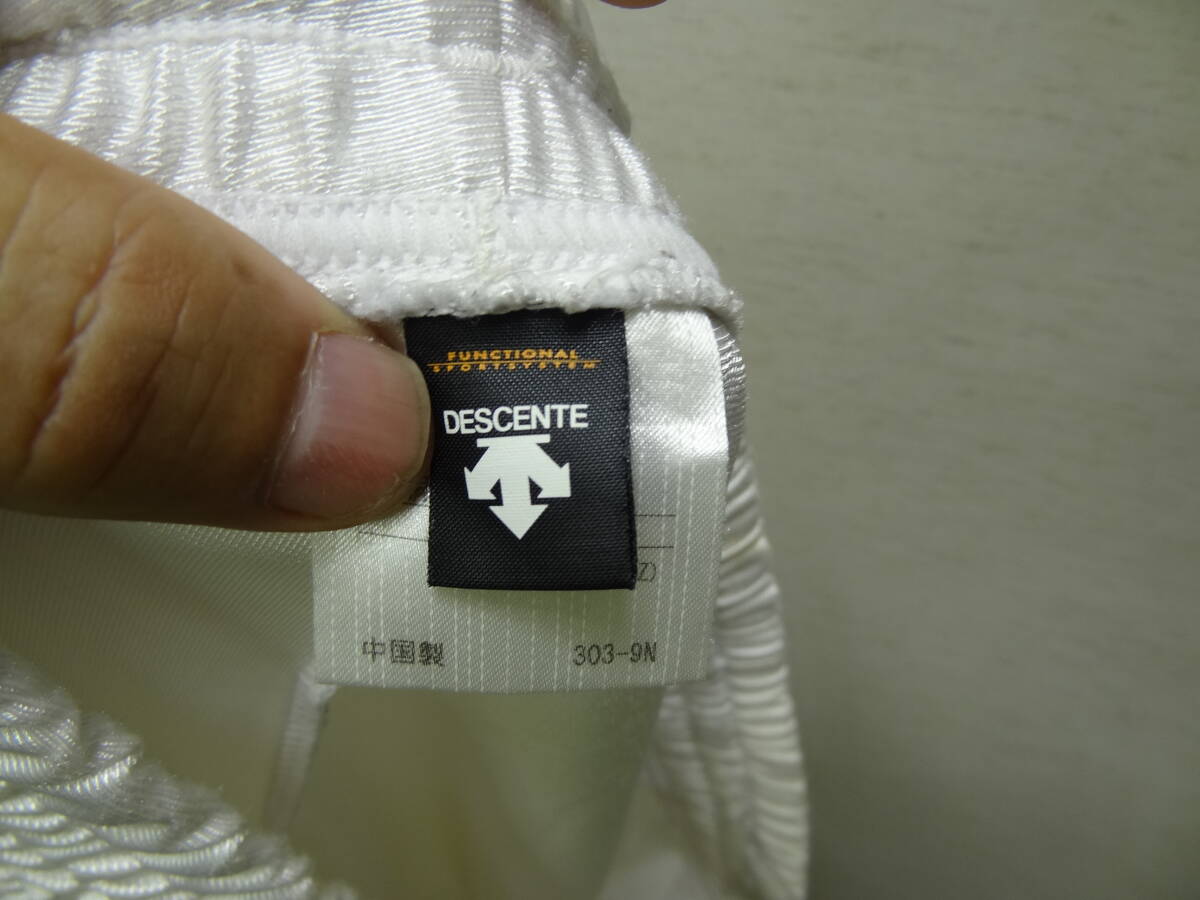 FUNCTIONAL
SPORTSYSTEM
DESCENTE
Z)
中国製 303-9N